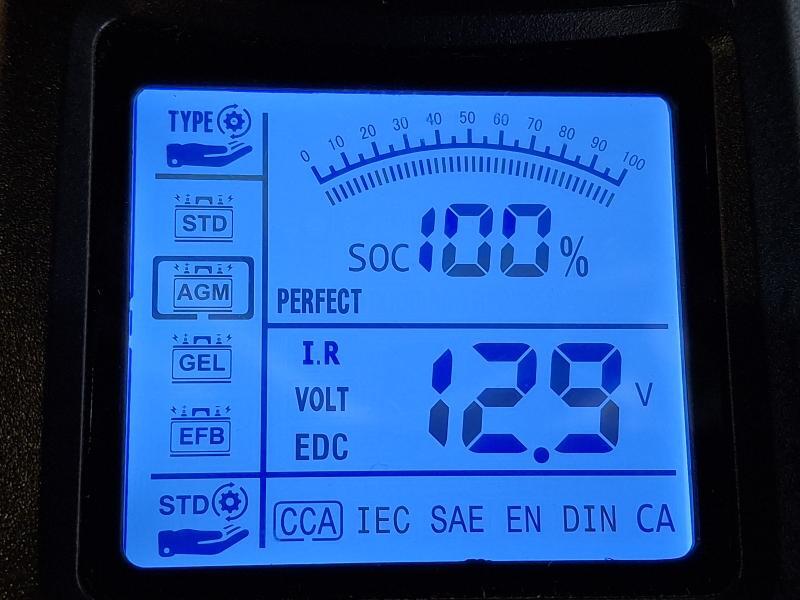 TYPE
0 10 20 30 40 50 60 70 80 90 100
STD
SOC 100 %
AGM
PERFECT
GEL
I.R
VOLT
12.9 V
EFB
EDC
STD
CCA IEC SAE EN DIN CA